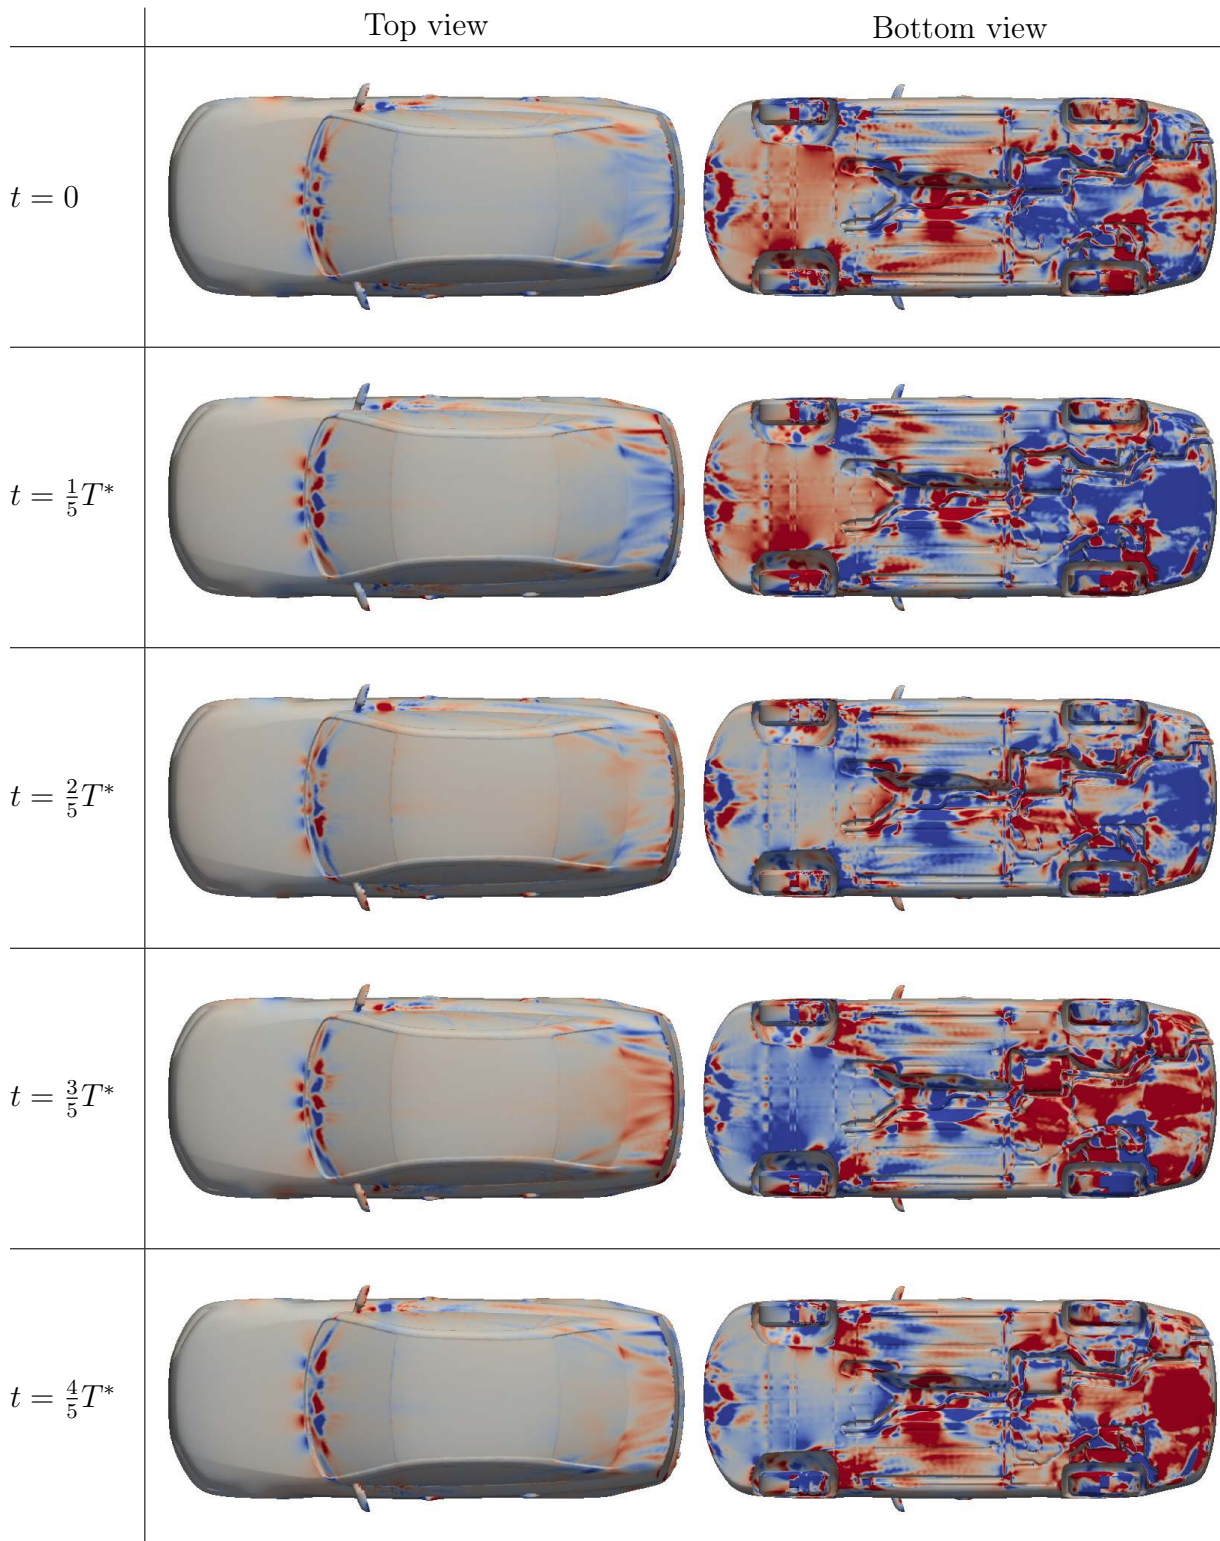 Top view Bottom view
t = 0
t = 1/5 T*
t = 2/5 T*
t = 3/5 T*
t = 4/5 T*